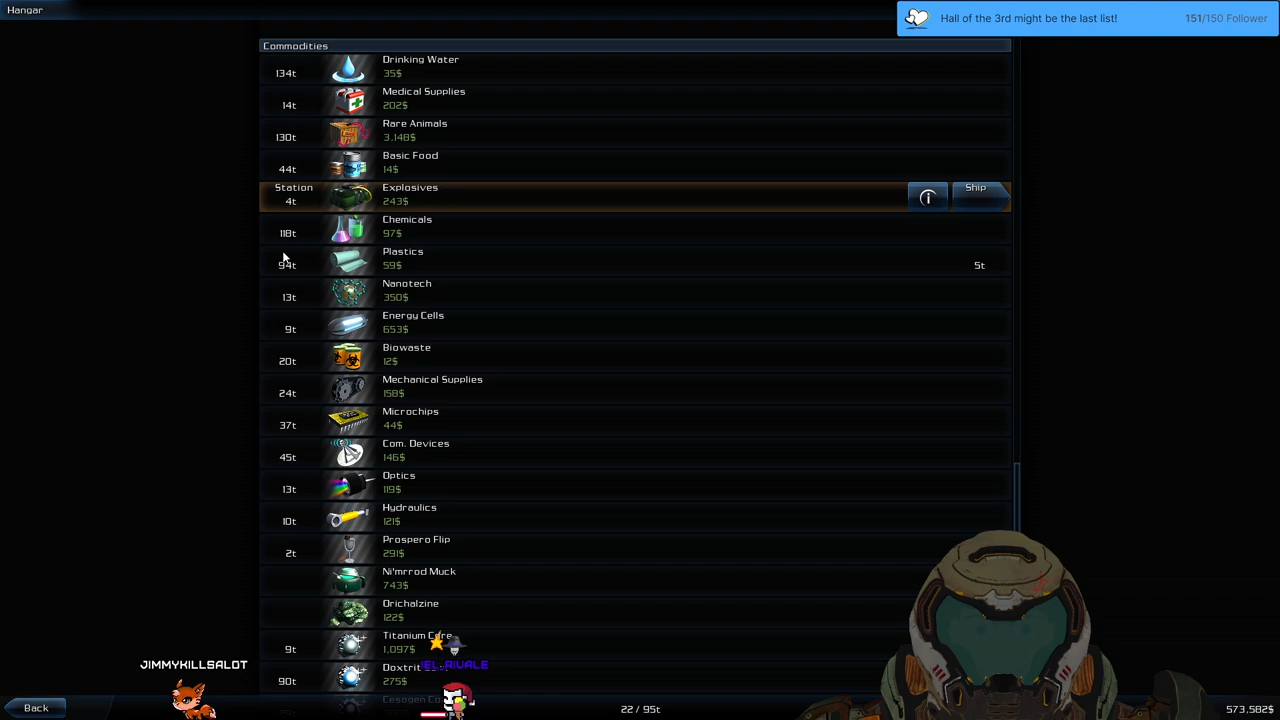 Hangar
Hall of the 3rd might be the last list!
151/150 Follower
Commodities
Drinking Water
134t
35$
Medical Supplies
14t
202$
Rare Animals
130t
3,148$
Basic Food
44t
14$
Station
Explosives
Ship
4t
243$
i
Chemicals
118t
97$
Plastics
94t
59$
5t
Nanotech
13t
350$
Energy Cells
9t
653$
Biowaste
20t
12$
Mechanical Supplies
24t
158$
Microchips
37t
44$
Com. Devices
45t
146$
Optics
13t
119$
Hydraulics
10t
121$
Prospero Flip
2t
291$
Ni'mrrod Muck
743$
Orichalzine
122$
Titanium Core
9t
1,097$
JIMMYKILLSALOT
90t
275$
Back
22 / 95t
573,582$